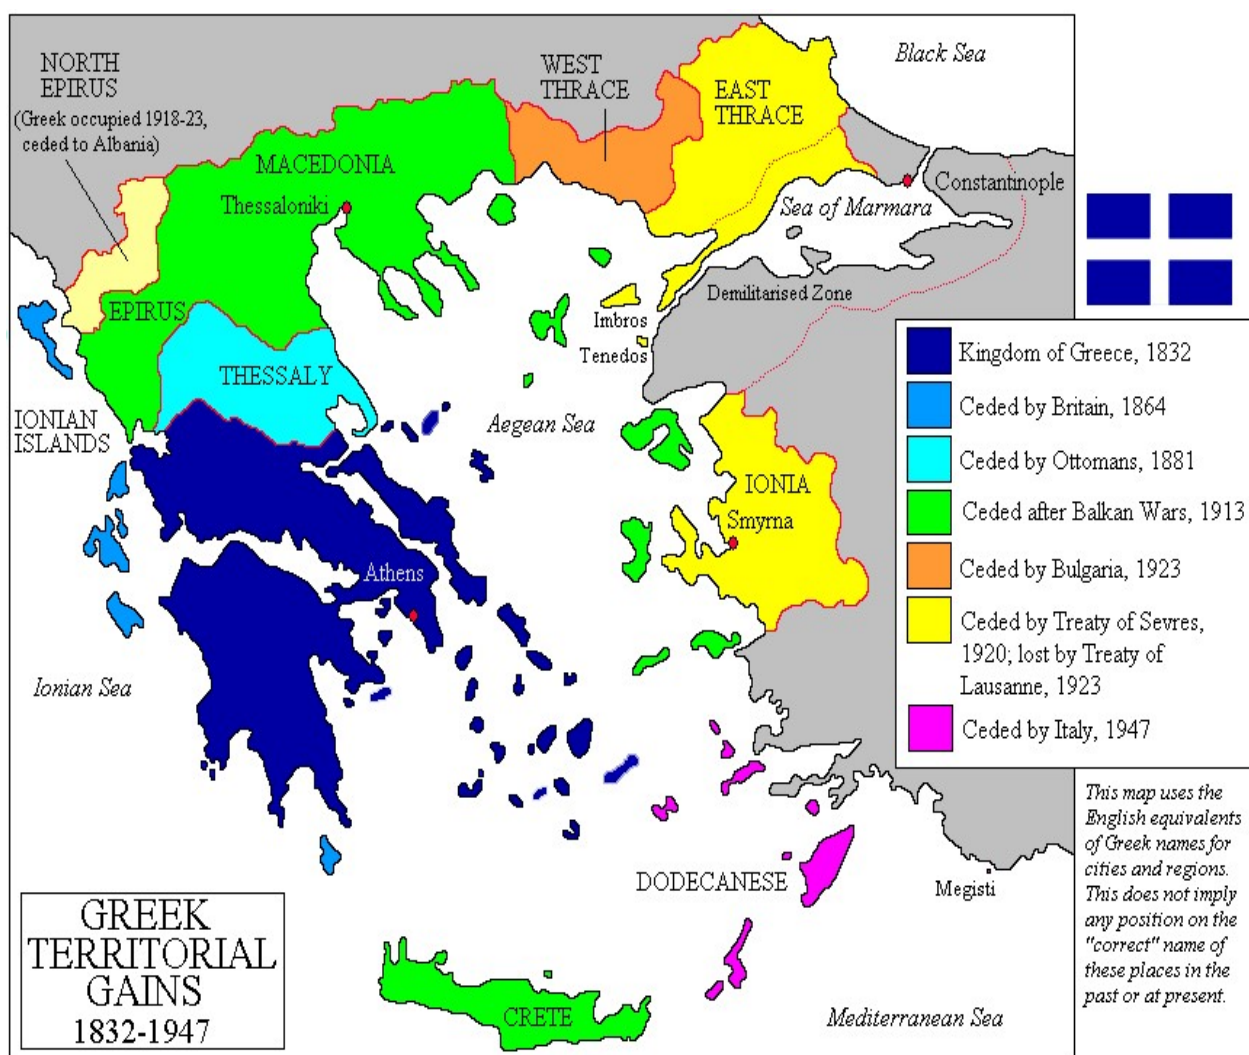 NORTH
EPIRUS
(Greek occupied 1918-23,
ceded to Albania)
WEST
THRACE
EAST
THRACE
Black Sea
MACEDONIA
Thessaloniki
Constantinople
Sea of Marmara
Demilitarised Zone
EPIRUS
Imbros
Tenedos
THESSALY
IONIAN
ISLANDS
Aegean Sea
IONIA
Smyrna
Athens
Ionian Sea
DODECANESE
Megisti
CRETE
Mediterranean Sea
Kingdom of Greece, 1832
Ceded by Britain, 1864
Ceded by Ottomans, 1881
Ceded after Balkan Wars, 1913
Ceded by Bulgaria, 1923
Ceded by Treaty of Sevres,
1920; lost by Treaty of
Lausanne, 1923
Ceded by Italy, 1947
This map uses the
English equivalents
of Greek names for
cities and regions.
This does not imply
any position on the
"correct" name of
these places in the
past or at present.
GREEK
TERRITORIAL
GAINS
1832-1947